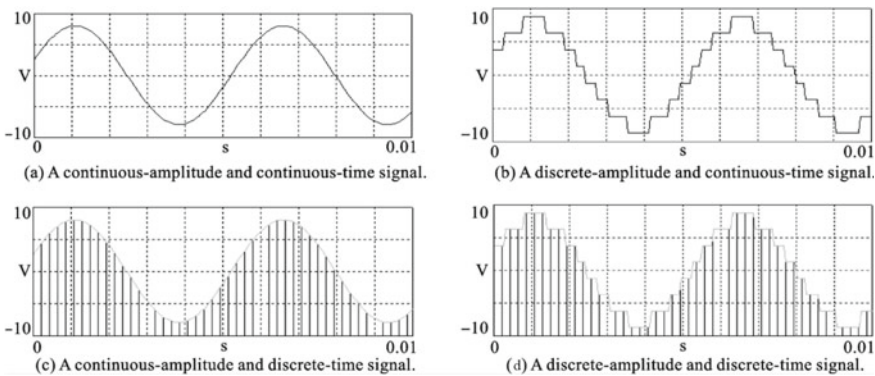 10
V
−10
0 s 0.01
(a) A continuous-amplitude and continuous-time signal.
10
V
−10
0 s 0.01
(b) A discrete-amplitude and continuous-time signal.
10
V
−10
0 s 0.01
(c) A continuous-amplitude and discrete-time signal.
10
V
−10
0 s 0.01
(d) A discrete-amplitude and discrete-time signal.